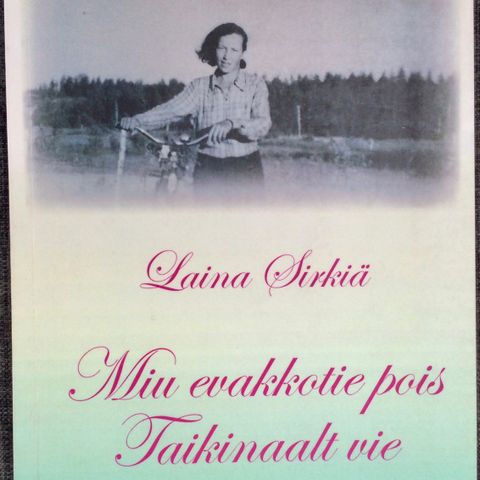 Laina Sirkiä
Miu evakkotie pois
Taikinaalt vie